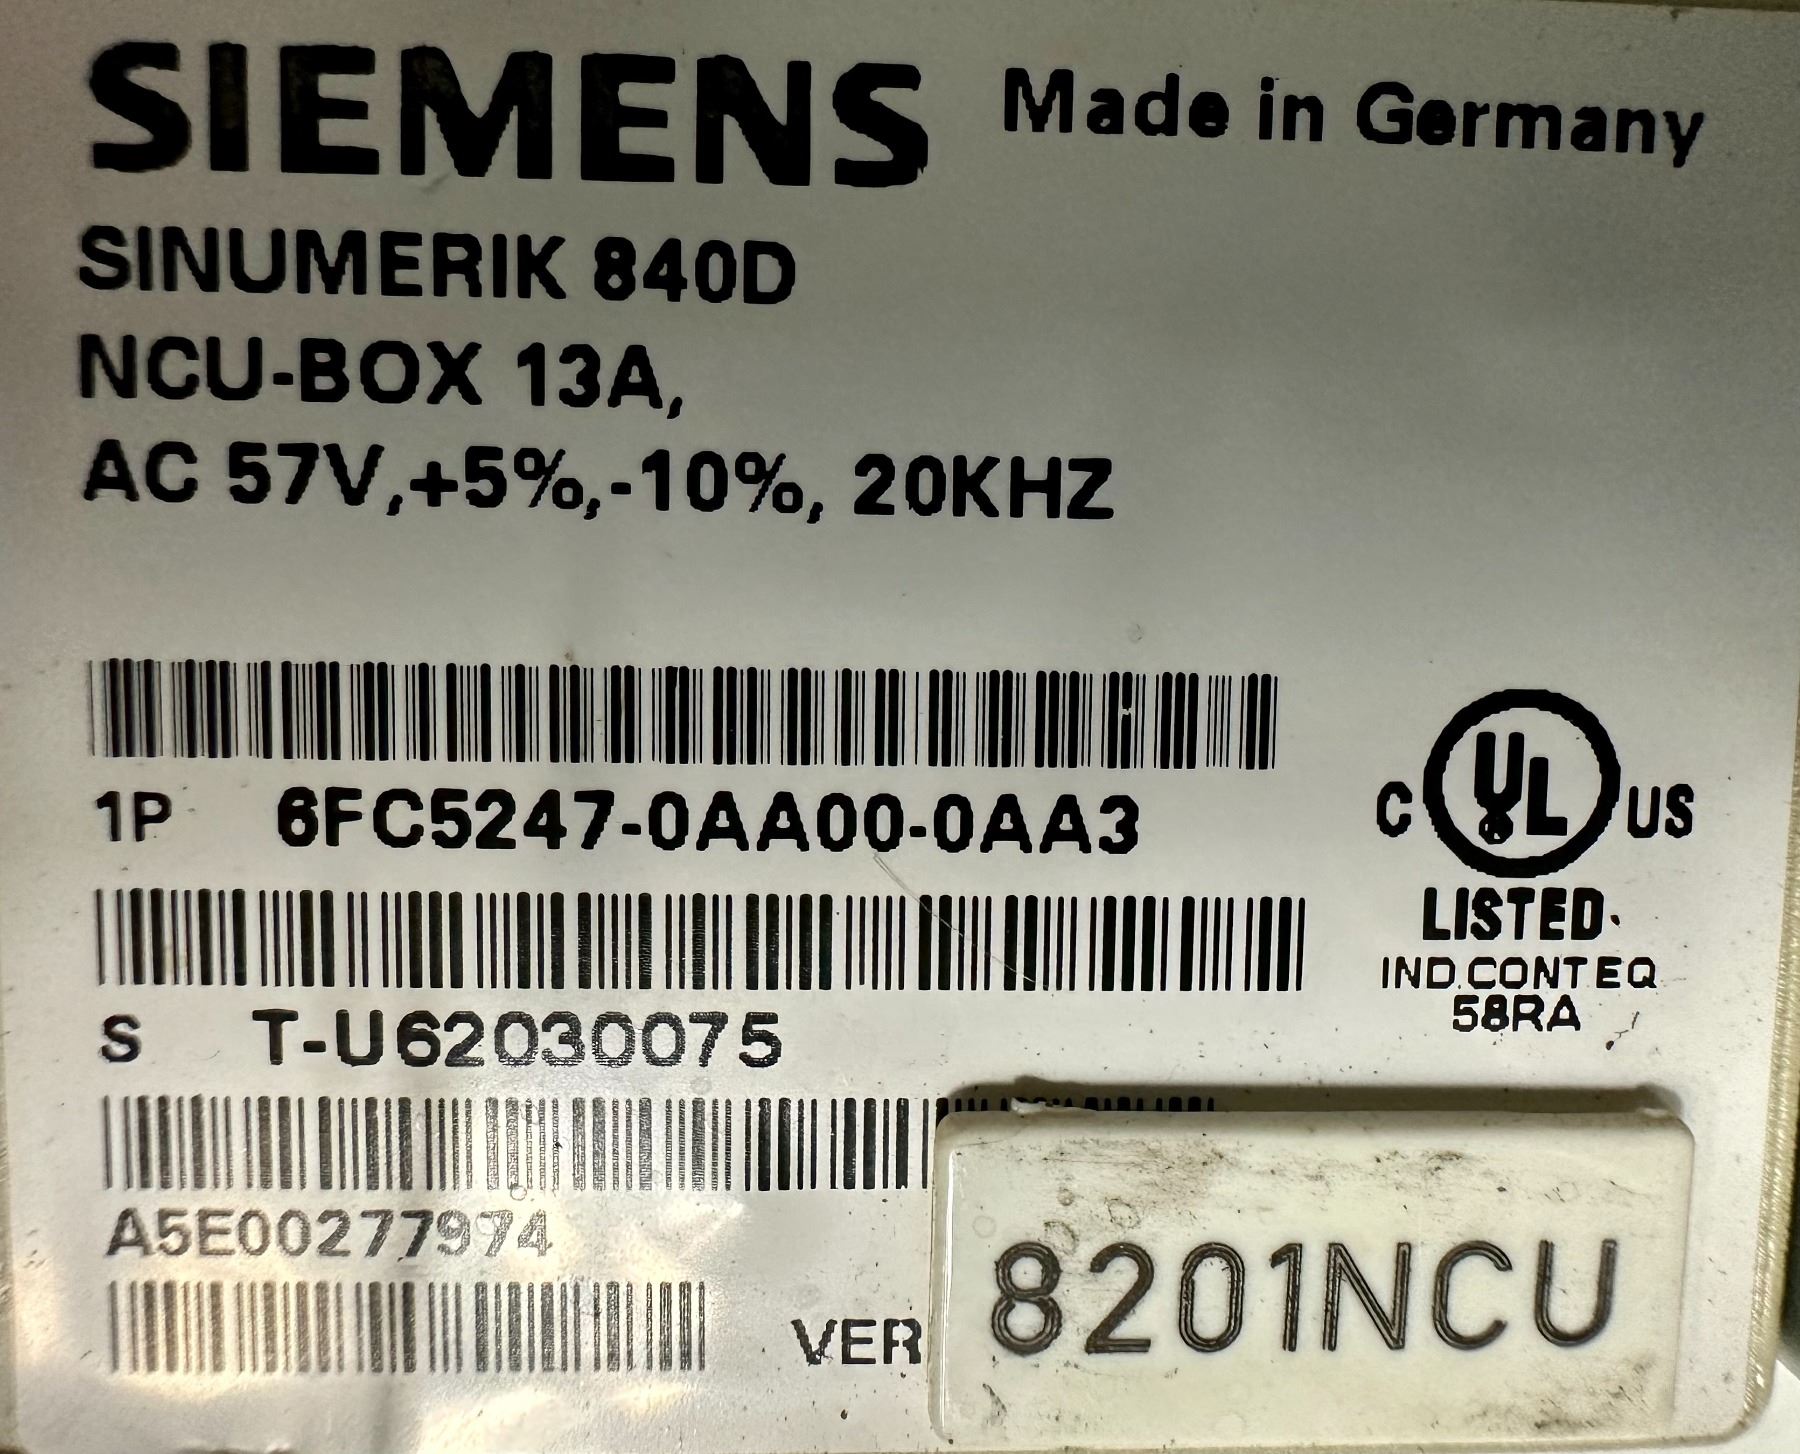 SIEMENS Made in Germany
SINUMERIK 840D
NCU-BOX 13A,
AC 57V,+5%,-10%, 20KHZ
1P 6FC5247-0AA00-0AA3
C UL US
LISTED
IND.CONT EQ
58RA
S T-U62030075
A5E00277974
VER
8201NCU